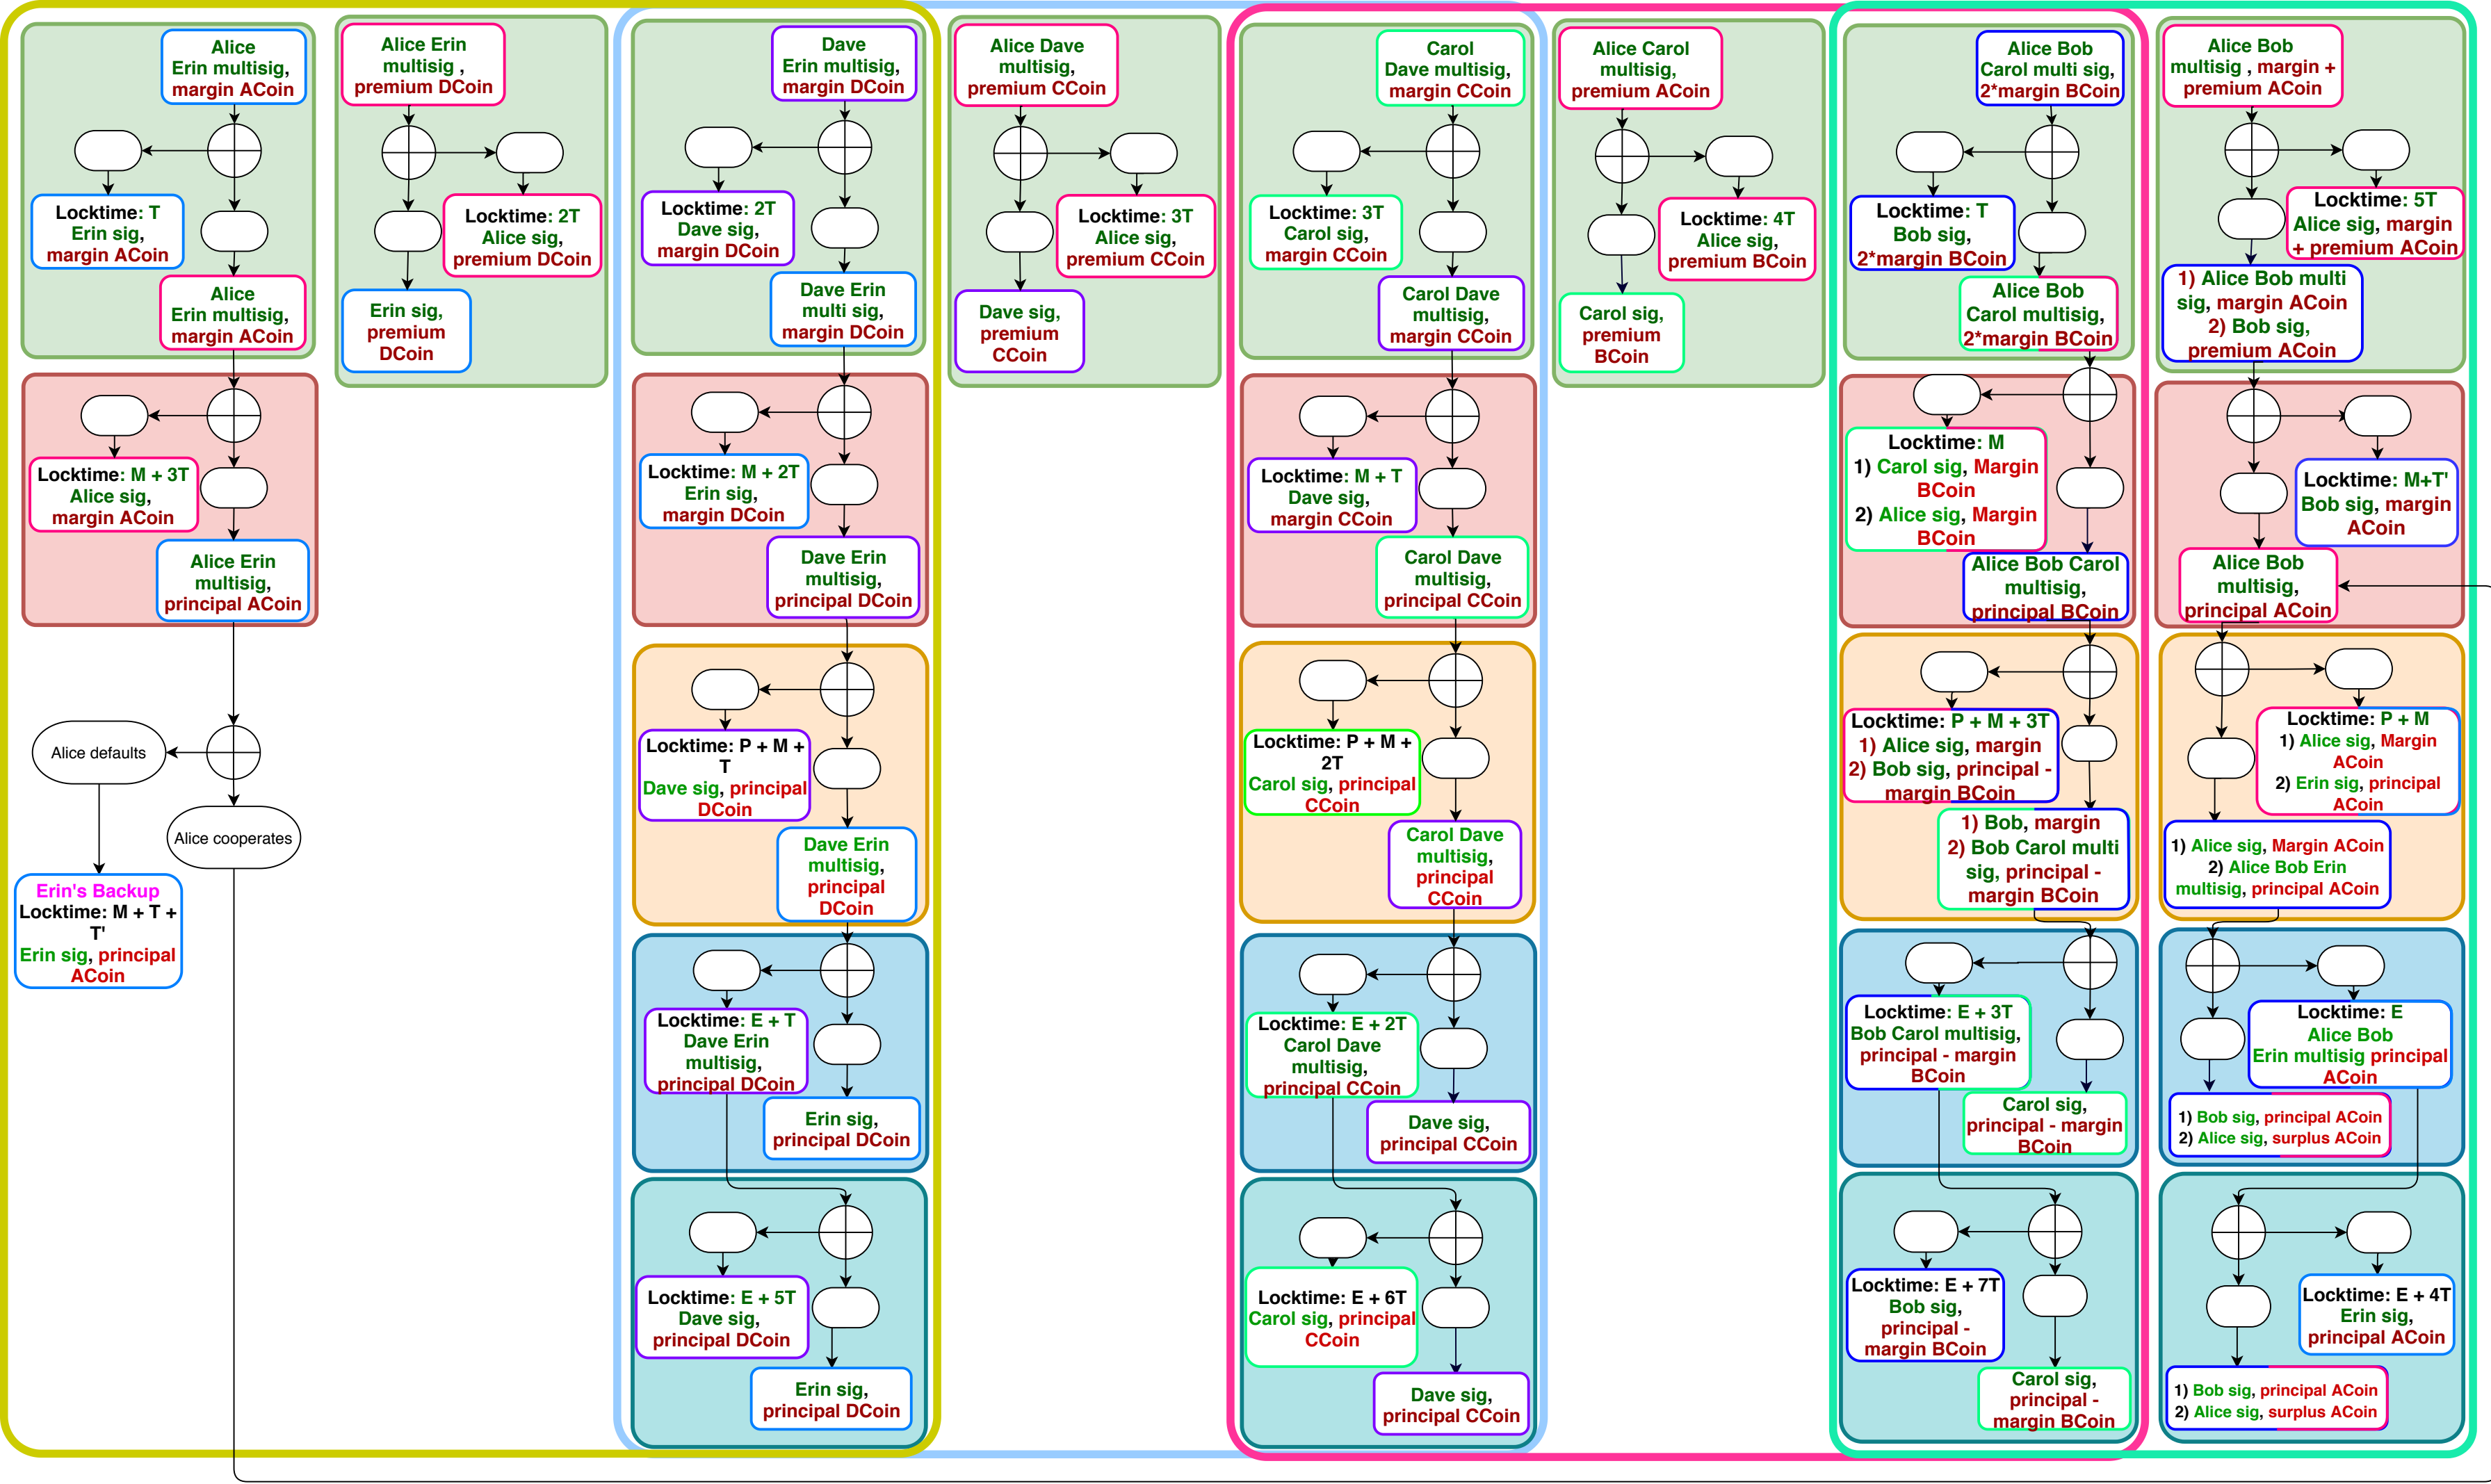 Alice
Erin multisig,
margin ACoin
Locktime: T
Erin sig,
margin ACoin
Alice
Erin multisig,
margin ACoin
Locktime: M + 3T
Alice sig,
margin ACoin
Alice Erin
multisig,
principal ACoin
Alice defaults
Alice cooperates
Erin's Backup
Locktime: M + T +
T'
Erin sig, principal
ACoin
Alice Erin
multisig ,
premium DCoin
Locktime: 2T
Alice sig,
premium DCoin
Erin sig,
premium
DCoin
Dave
Erin multisig,
margin DCoin
Locktime: 2T
Dave sig,
margin DCoin
Dave Erin
multi sig,
margin DCoin
Locktime: M + 2T
Erin sig,
margin DCoin
Dave Erin
multisig,
principal DCoin
Locktime: P + M +
T
Dave sig, principal
DCoin
Dave Erin
multisig,
principal
DCoin
Locktime: E + T
Dave Erin
multisig,
principal DCoin
Erin sig,
principal DCoin
Locktime: E + 5T
Dave sig,
principal DCoin
Erin sig,
principal DCoin
Alice Dave
multisig,
premium CCoin
Locktime: 3T
Alice sig,
premium CCoin
Dave sig,
premium
CCoin
Carol
Dave multisig,
margin CCoin
Locktime: 3T
Carol sig,
margin CCoin
Carol Dave
multisig,
margin CCoin
Locktime: M + T
Dave sig,
margin CCoin
Carol Dave
multisig,
principal CCoin
Locktime: P + M +
2T
Carol sig, principal
CCoin
Carol Dave
multisig,
principal
CCoin
Locktime: E + 2T
Carol Dave
multisig,
principal CCoin
Dave sig,
principal CCoin
Locktime: E + 6T
Carol sig, principal
CCoin
Dave sig,
principal CCoin
Alice Carol
multisig,
premium ACoin
Locktime: 4T
Alice sig,
premium BCoin
Carol sig,
premium
BCoin
Alice Bob
Carol multi sig,
2*margin BCoin
Locktime: T
Bob sig,
2*margin BCoin
Alice Bob
Carol multisig,
2*margin BCoin
Locktime: M
1) Carol sig, Margin
BCoin
2) Alice sig, Margin
BCoin
Alice Bob Carol
multisig,
principal BCoin
Locktime: P + M + 3T
1) Alice sig, margin
2) Bob sig, principal -
margin BCoin
1) Bob, margin
2) Bob Carol multi
sig, principal -
margin BCoin
Locktime: E + 3T
Bob Carol multisig,
principal - margin
BCoin
Carol sig,
principal - margin
BCoin
Locktime: E + 7T
Bob sig,
principal -
margin BCoin
Carol sig,
principal -
margin BCoin
Alice Bob
multisig , margin +
premium ACoin
Locktime: 5T
Alice sig, margin
+ premium ACoin
1) Alice Bob multi
sig, margin ACoin
2) Bob sig,
premium ACoin
Locktime: M+T'
Bob sig, margin
ACoin
Alice Bob
multisig,
principal ACoin
Locktime: P + M
1) Alice sig, Margin
ACoin
2) Erin sig, principal
ACoin
1) Alice sig, Margin ACoin
2) Alice Bob Erin
multisig, principal ACoin
Locktime: E
Alice Bob
Erin multisig principal
ACoin
1) Bob sig, principal ACoin
2) Alice sig, surplus ACoin
Locktime: E + 4T
Erin sig,
principal ACoin
1) Bob sig, principal ACoin
2) Alice sig, surplus ACoin